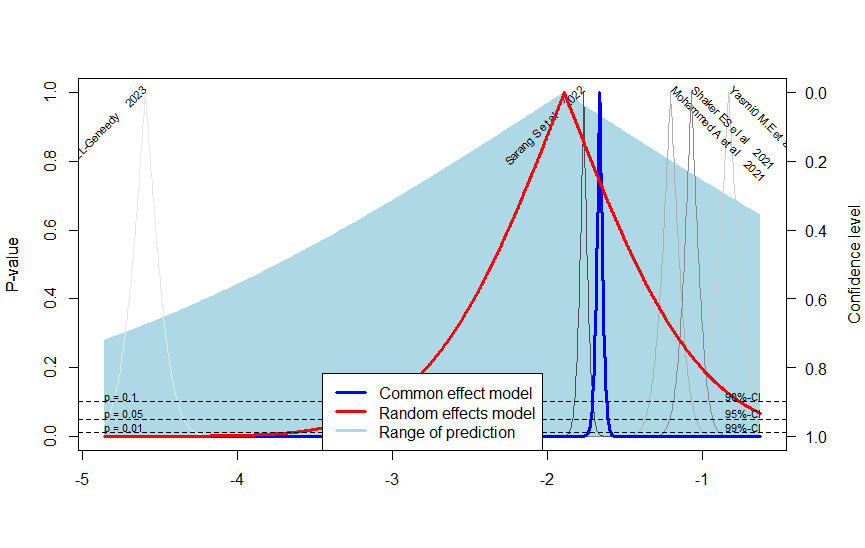 L-Geneedy 2023
Sarang S et al 2022
Mohammed A et al 2021
Shaker ES et al 2021
Yasmin M.E et a
P-value
1.0
0.8
0.6
0.4
0.2
0.0
Confidence level
0.0
0.2
0.4
0.6
0.8
1.0
p = 0.1
p = 0.05
p = 0.01
90%-CI
95%-CI
99%-CI
Common effect model
Random effects model
Range of prediction
-5
-4
-3
-2
-1